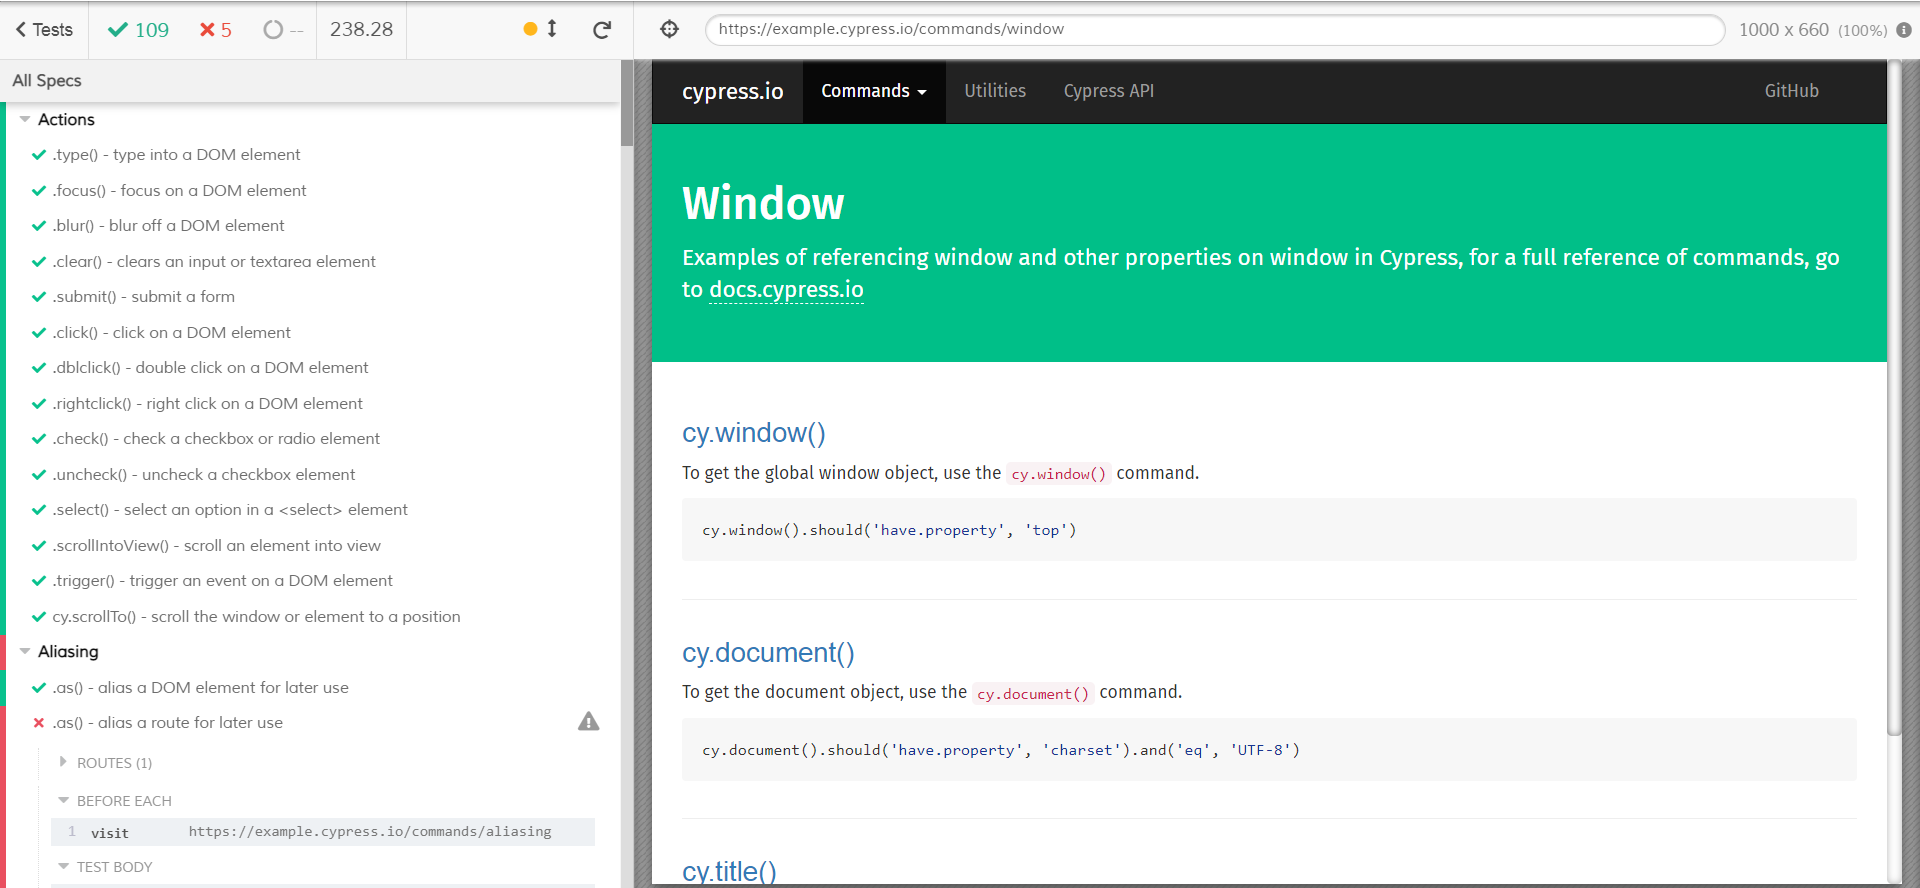 Tests 109 5 -- 238.28
https://example.cypress.io/commands/window 1000 x 660 (100%)
All Specs
Actions
.type() - type into a DOM element
.focus() - focus on a DOM element
.blur() - blur off a DOM element
.clear() - clears an input or textarea element
.submit() - submit a form
.click() - click on a DOM element
.dblclick() - double click on a DOM element
.rightclick() - right click on a DOM element
.check() - check a checkbox or radio element
.uncheck() - uncheck a checkbox element
.select() - select an option in a <select> element
.scrollIntoView() - scroll an element into view
.trigger() - trigger an event on a DOM element
cy.scrollTo() - scroll the window or element to a position
Aliasing
.as() - alias a DOM element for later use
.as() - alias a route for later use
ROUTES (1)
BEFORE EACH
1 visit https://example.cypress.io/commands/aliasing
TEST BODY
cypress.io Commands Utilities Cypress API GitHub
Window
Examples of referencing window and other properties on window in Cypress, for a full reference of commands, go
to docs.cypress.io
cy.window()
To get the global window object, use the cy.window() command.
cy.window().should('have.property', 'top')
cy.document()
To get the document object, use the cy.document() command.
cy.document().should('have.property', 'charset').and('eq', 'UTF-8')
cy.title()